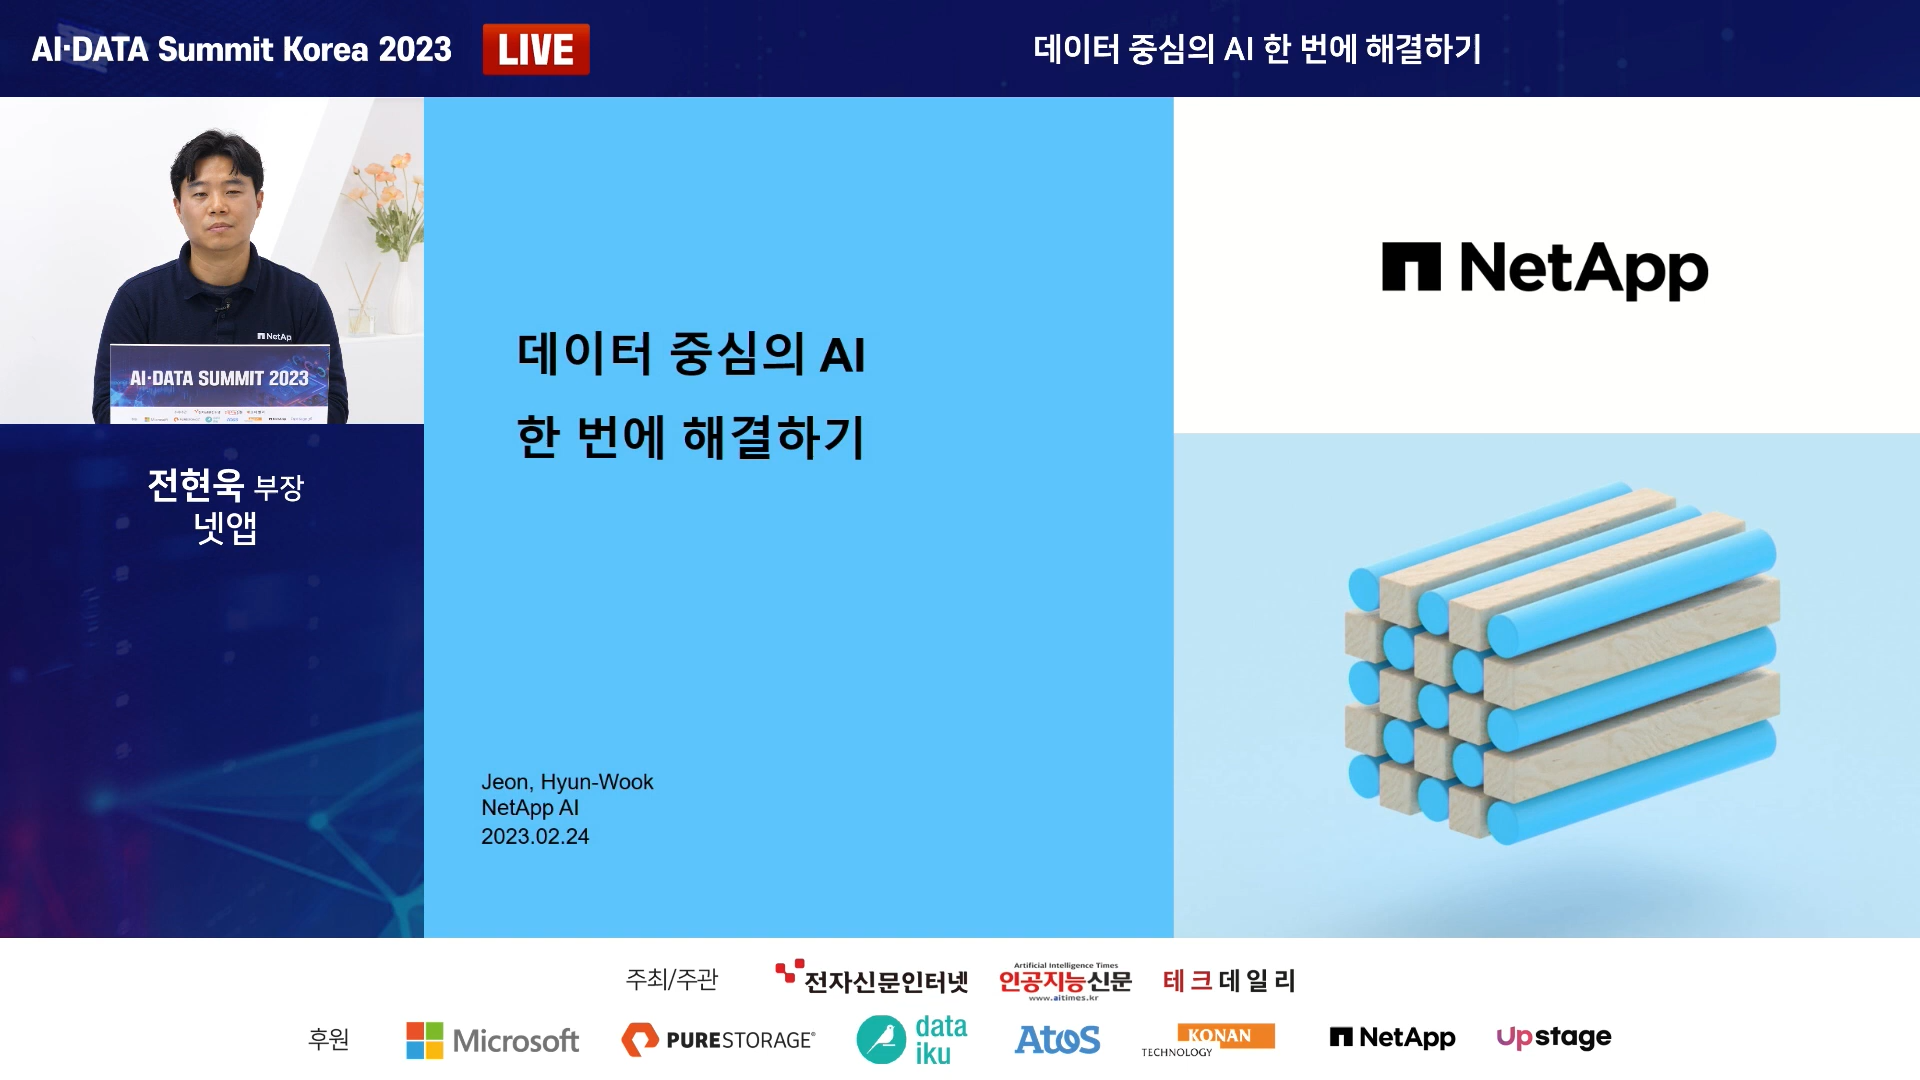 AI·DATA Summit Korea 2023
LIVE
데이터 중심의 AI 한 번에 해결하기
NetApp
AI·DATA SUMMIT 2023
전현욱 부장
넷앱
데이터 중심의 AI
한 번에 해결하기
Jeon, Hyun-Wook
NetApp AI
2023.02.24
NetApp
주최/주관
전자신문인터넷
Artificial Intelligence Times
인공지능신문
www.aitimes.kr
테크데일리
후원
Microsoft
PURESTORAGE®
data
iku
Atos
KONAN
TECHNOLOGY
NetApp
Upstage